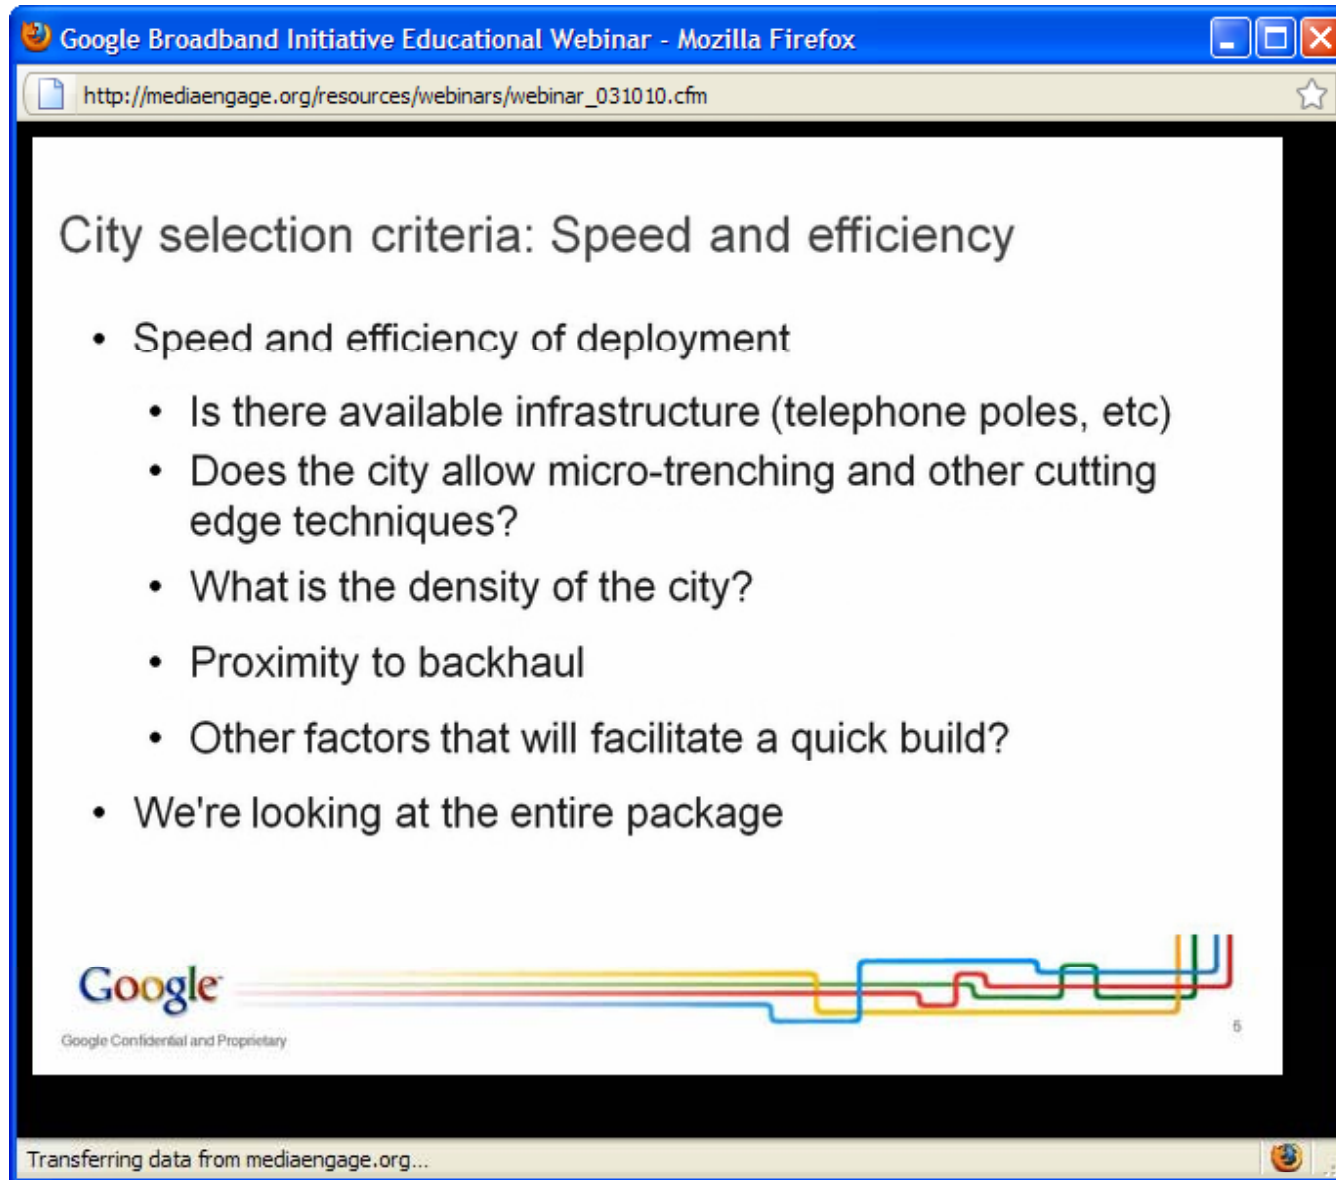 Google Broadband Initiative Educational Webinar - Mozilla Firefox
http://mediaengage.org/resources/webinars/webinar_031010.cfm
City selection criteria: Speed and efficiency
• Speed and efficiency of deployment
• Is there available infrastructure (telephone poles, etc)
• Does the city allow micro-trenching and other cutting
edge techniques?
• What is the density of the city?
• Proximity to backhaul
• Other factors that will facilitate a quick build?
• We're looking at the entire package
Google
Google Confidential and Proprietary
Transferring data from mediaengage.org...